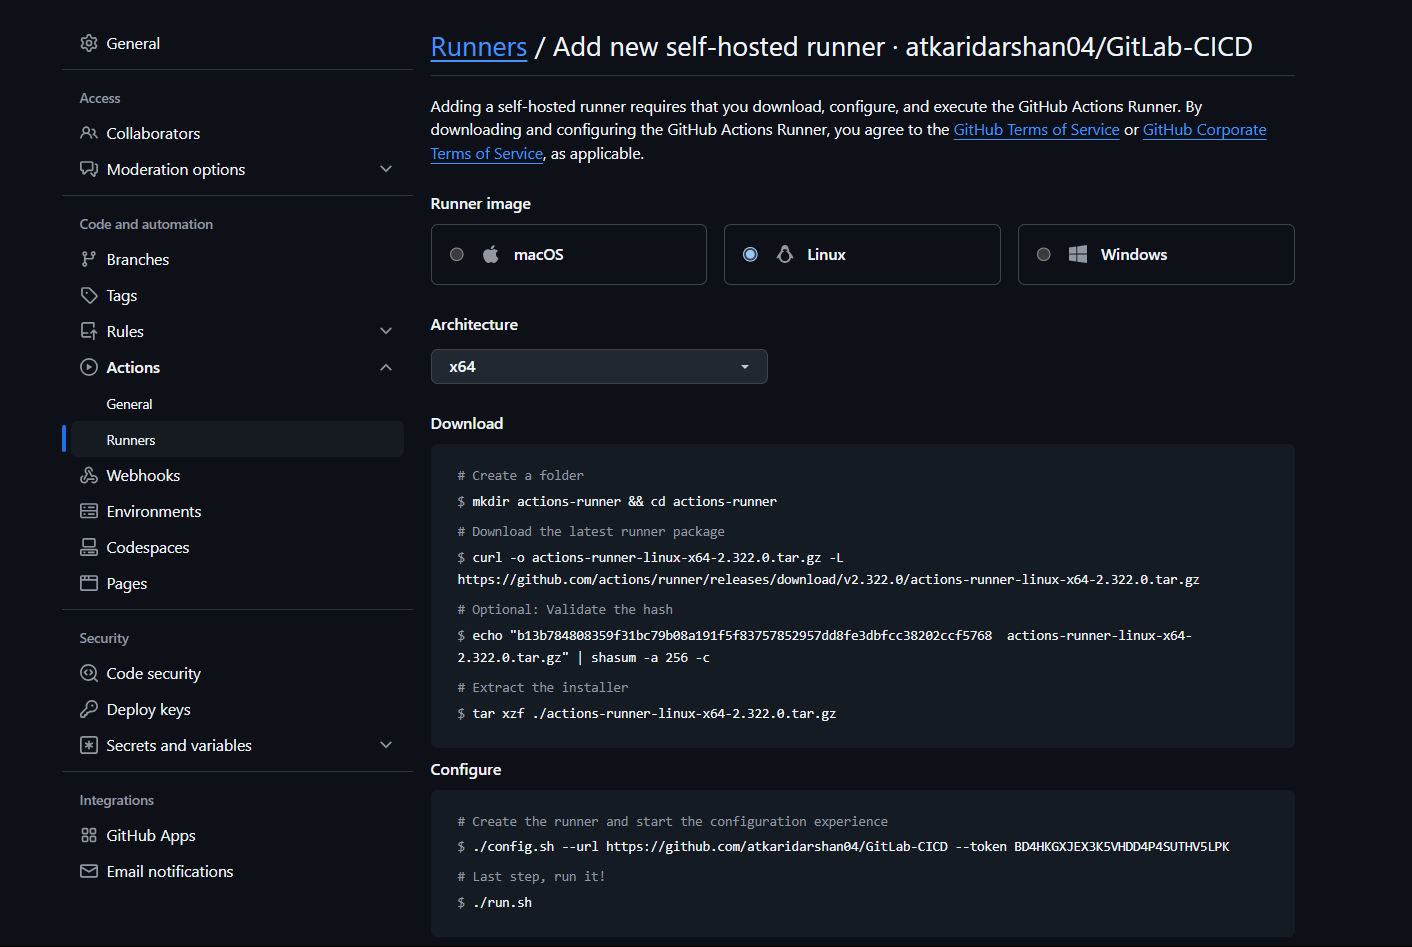 General
Access
Collaborators
Moderation options
Code and automation
Branches
Tags
Rules
Actions
General
Runners
Webhooks
Environments
Codespaces
Pages
Security
Code security
Deploy keys
Secrets and variables
Integrations
GitHub Apps
Email notifications
Runners / Add new self-hosted runner · atkaridarshan04/GitLab-CICD
Adding a self-hosted runner requires that you download, configure, and execute the GitHub Actions Runner. By
downloading and configuring the GitHub Actions Runner, you agree to the GitHub Terms of Service or GitHub Corporate
Terms of Service, as applicable.
Runner image
macOS
Linux
Windows
Architecture
x64
Download
# Create a folder
$ mkdir actions-runner && cd actions-runner
# Download the latest runner package
$ curl -o actions-runner-linux-x64-2.322.0.tar.gz -L
https://github.com/actions/runner/releases/download/v2.322.0/actions-runner-linux-x64-2.322.0.tar.gz
# Optional: Validate the hash
$ echo "b13b784808359f31bc79b08a191f5f83757852957dd8fe3dbfcc38202ccf5768  actions-runner-linux-x64-
2.322.0.tar.gz" | shasum -a 256 -c
# Extract the installer
$ tar xzf ./actions-runner-linux-x64-2.322.0.tar.gz
Configure
# Create the runner and start the configuration experience
$ ./config.sh --url https://github.com/atkaridarshan04/GitLab-CICD --token BD4HKGXJEX3K5VHDD4P4SUTHV5LPK
# Last step, run it!
$ ./run.sh